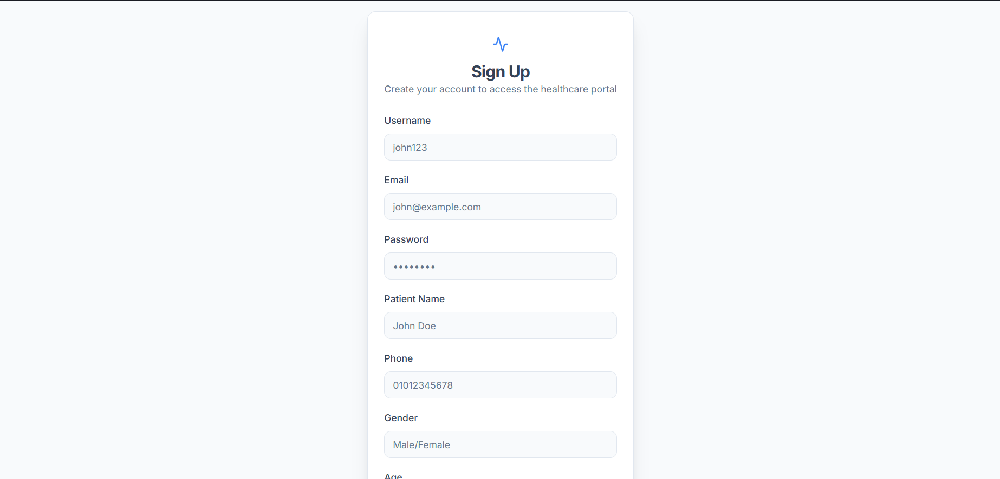 Sign Up
Create your account to access the healthcare portal
Username
john123
Email
john@example.com
Password
••••••••
Patient Name
John Doe
Phone
01012345678
Gender
Male/Female
Age